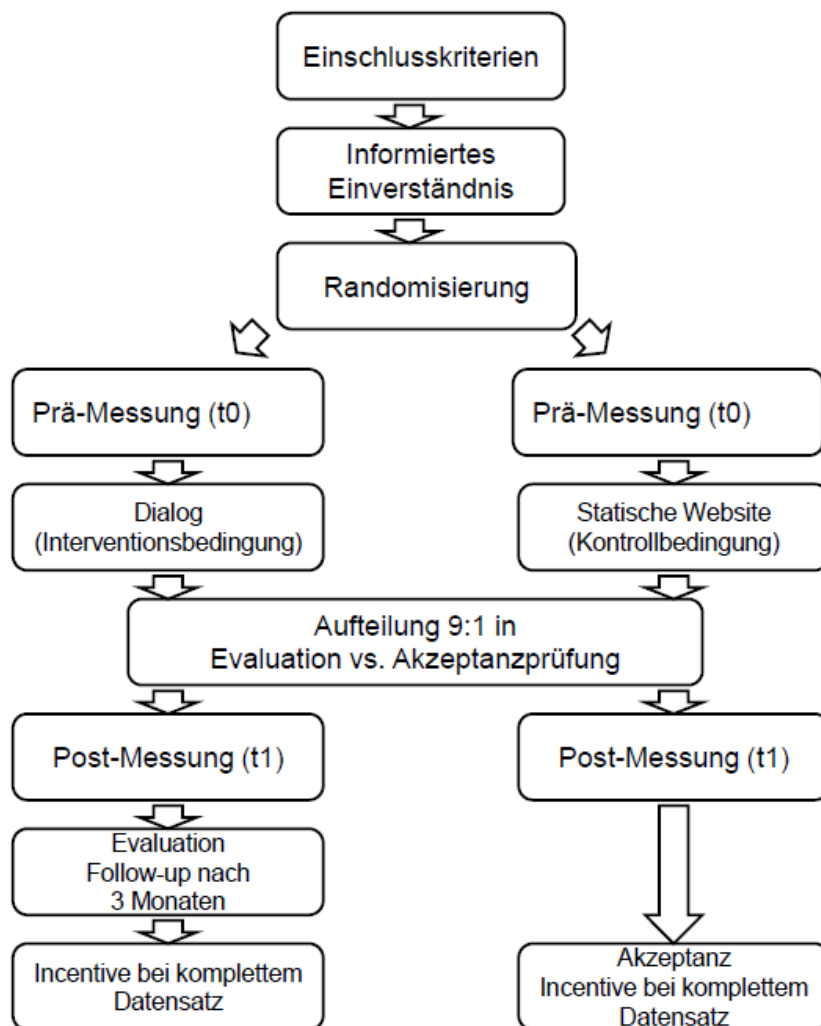 Einschlusskriterien
Informiertes
Einverständnis
Randomisierung
Prä-Messung (t0)
Prä-Messung (t0)
Dialog
(Interventionsbedingung)
Statische Website
(Kontrollbedingung)
Aufteilung 9:1 in
Evaluation vs. Akzeptanzprüfung
Post-Messung (t1)
Post-Messung (t1)
Evaluation
Follow-up nach
3 Monaten
Incentive bei komplettem
Datensatz
Akzeptanz
Incentive bei komplettem
Datensatz